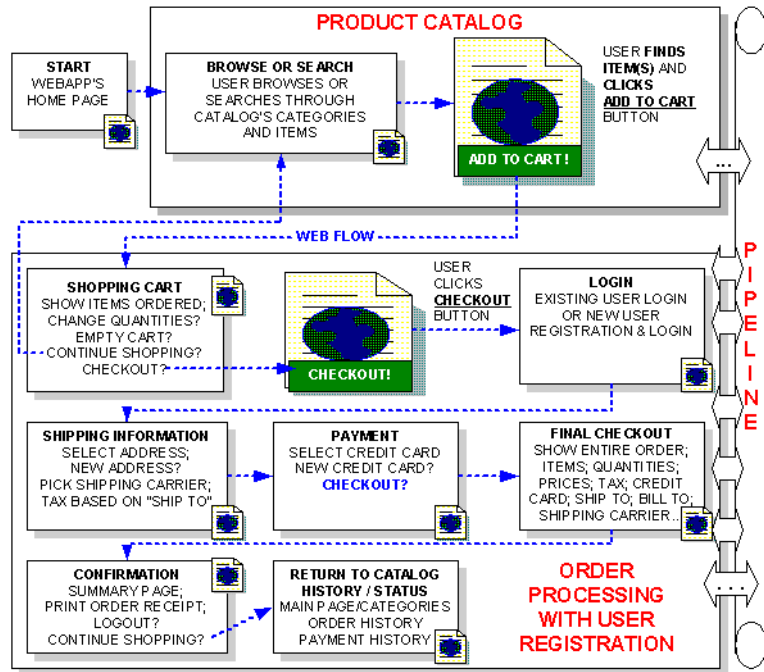 PRODUCT CATALOG
START
WEBAPP'S
HOME PAGE
BROWSE OR SEARCH
USER BROWSES OR
SEARCHES THROUGH
CATALOG'S CATEGORIES
AND ITEMS
ADD TO CART!
USER FINDS
ITEM(S) AND
CLICKS
ADD TO CART
BUTTON
...
WEB FLOW
SHOPPING CART
SHOW ITEMS ORDERED;
CHANGE QUANTITIES?
EMPTY CART?
CONTINUE SHOPPING?
CHECKOUT?
CHECKOUT!
USER
CLICKS
CHECKOUT
BUTTON
LOGIN
EXISTING USER LOGIN
OR NEW USER
REGISTRATION & LOGIN
PIPELINE
SHIPPING INFORMATION
SELECT ADDRESS;
NEW ADDRESS?
PICK SHIPPING CARRIER;
TAX BASED ON "SHIP TO"
PAYMENT
SELECT CREDIT CARD
NEW CREDIT CARD?
CHECKOUT?
FINAL CHECKOUT
SHOW ENTIRE ORDER;
ITEMS; QUANTITIES;
PRICES; TAX; CREDIT
CARD; SHIP TO; BILL TO;
SHIPPING CARRIER...
CONFIRMATION
SUMMARY PAGE;
PRINT ORDER RECEIPT;
LOGOUT?
CONTINUE SHOPPING?
RETURN TO CATALOG
HISTORY / STATUS
MAIN PAGE/CATEGORIES
ORDER HISTORY
PAYMENT HISTORY
ORDER
PROCESSING
WITH USER
REGISTRATION
...